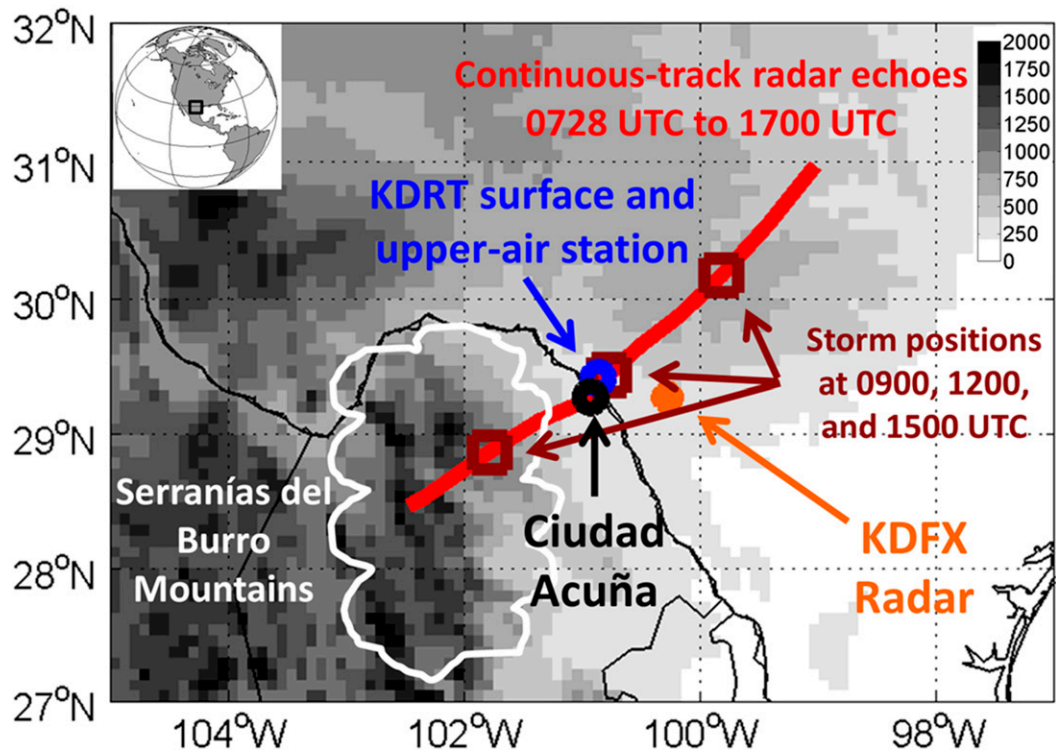 32°N
31°N
30°N
29°N
28°N
27°N
104°W
102°W
100°W
98°W
2000
1750
1500
1250
1000
750
500
250
0
Continuous-track radar echoes
0728 UTC to 1700 UTC
KDRT surface and
upper-air station
Storm positions
at 0900, 1200,
and 1500 UTC
Serranías del
Burro
Mountains
Ciudad
Acuña
KDFX
Radar